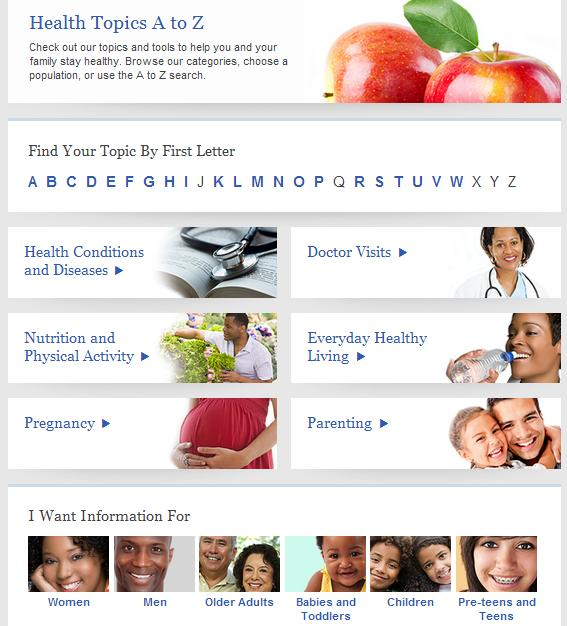 Health Topics A to Z
Check out our topics and tools to help you and your
family stay healthy. Browse our categories, choose a
population, or use the A to Z search.
Find Your Topic By First Letter
A B C D E F G H I J K L M N O P Q R S T U V W X Y Z
Health Conditions
and Diseases
Doctor Visits
Nutrition and
Physical Activity
Everyday Healthy
Living
Pregnancy
Parenting
I Want Information For
Women
Men
Older Adults
Babies and
Toddlers
Children
Pre-teens and
Teens